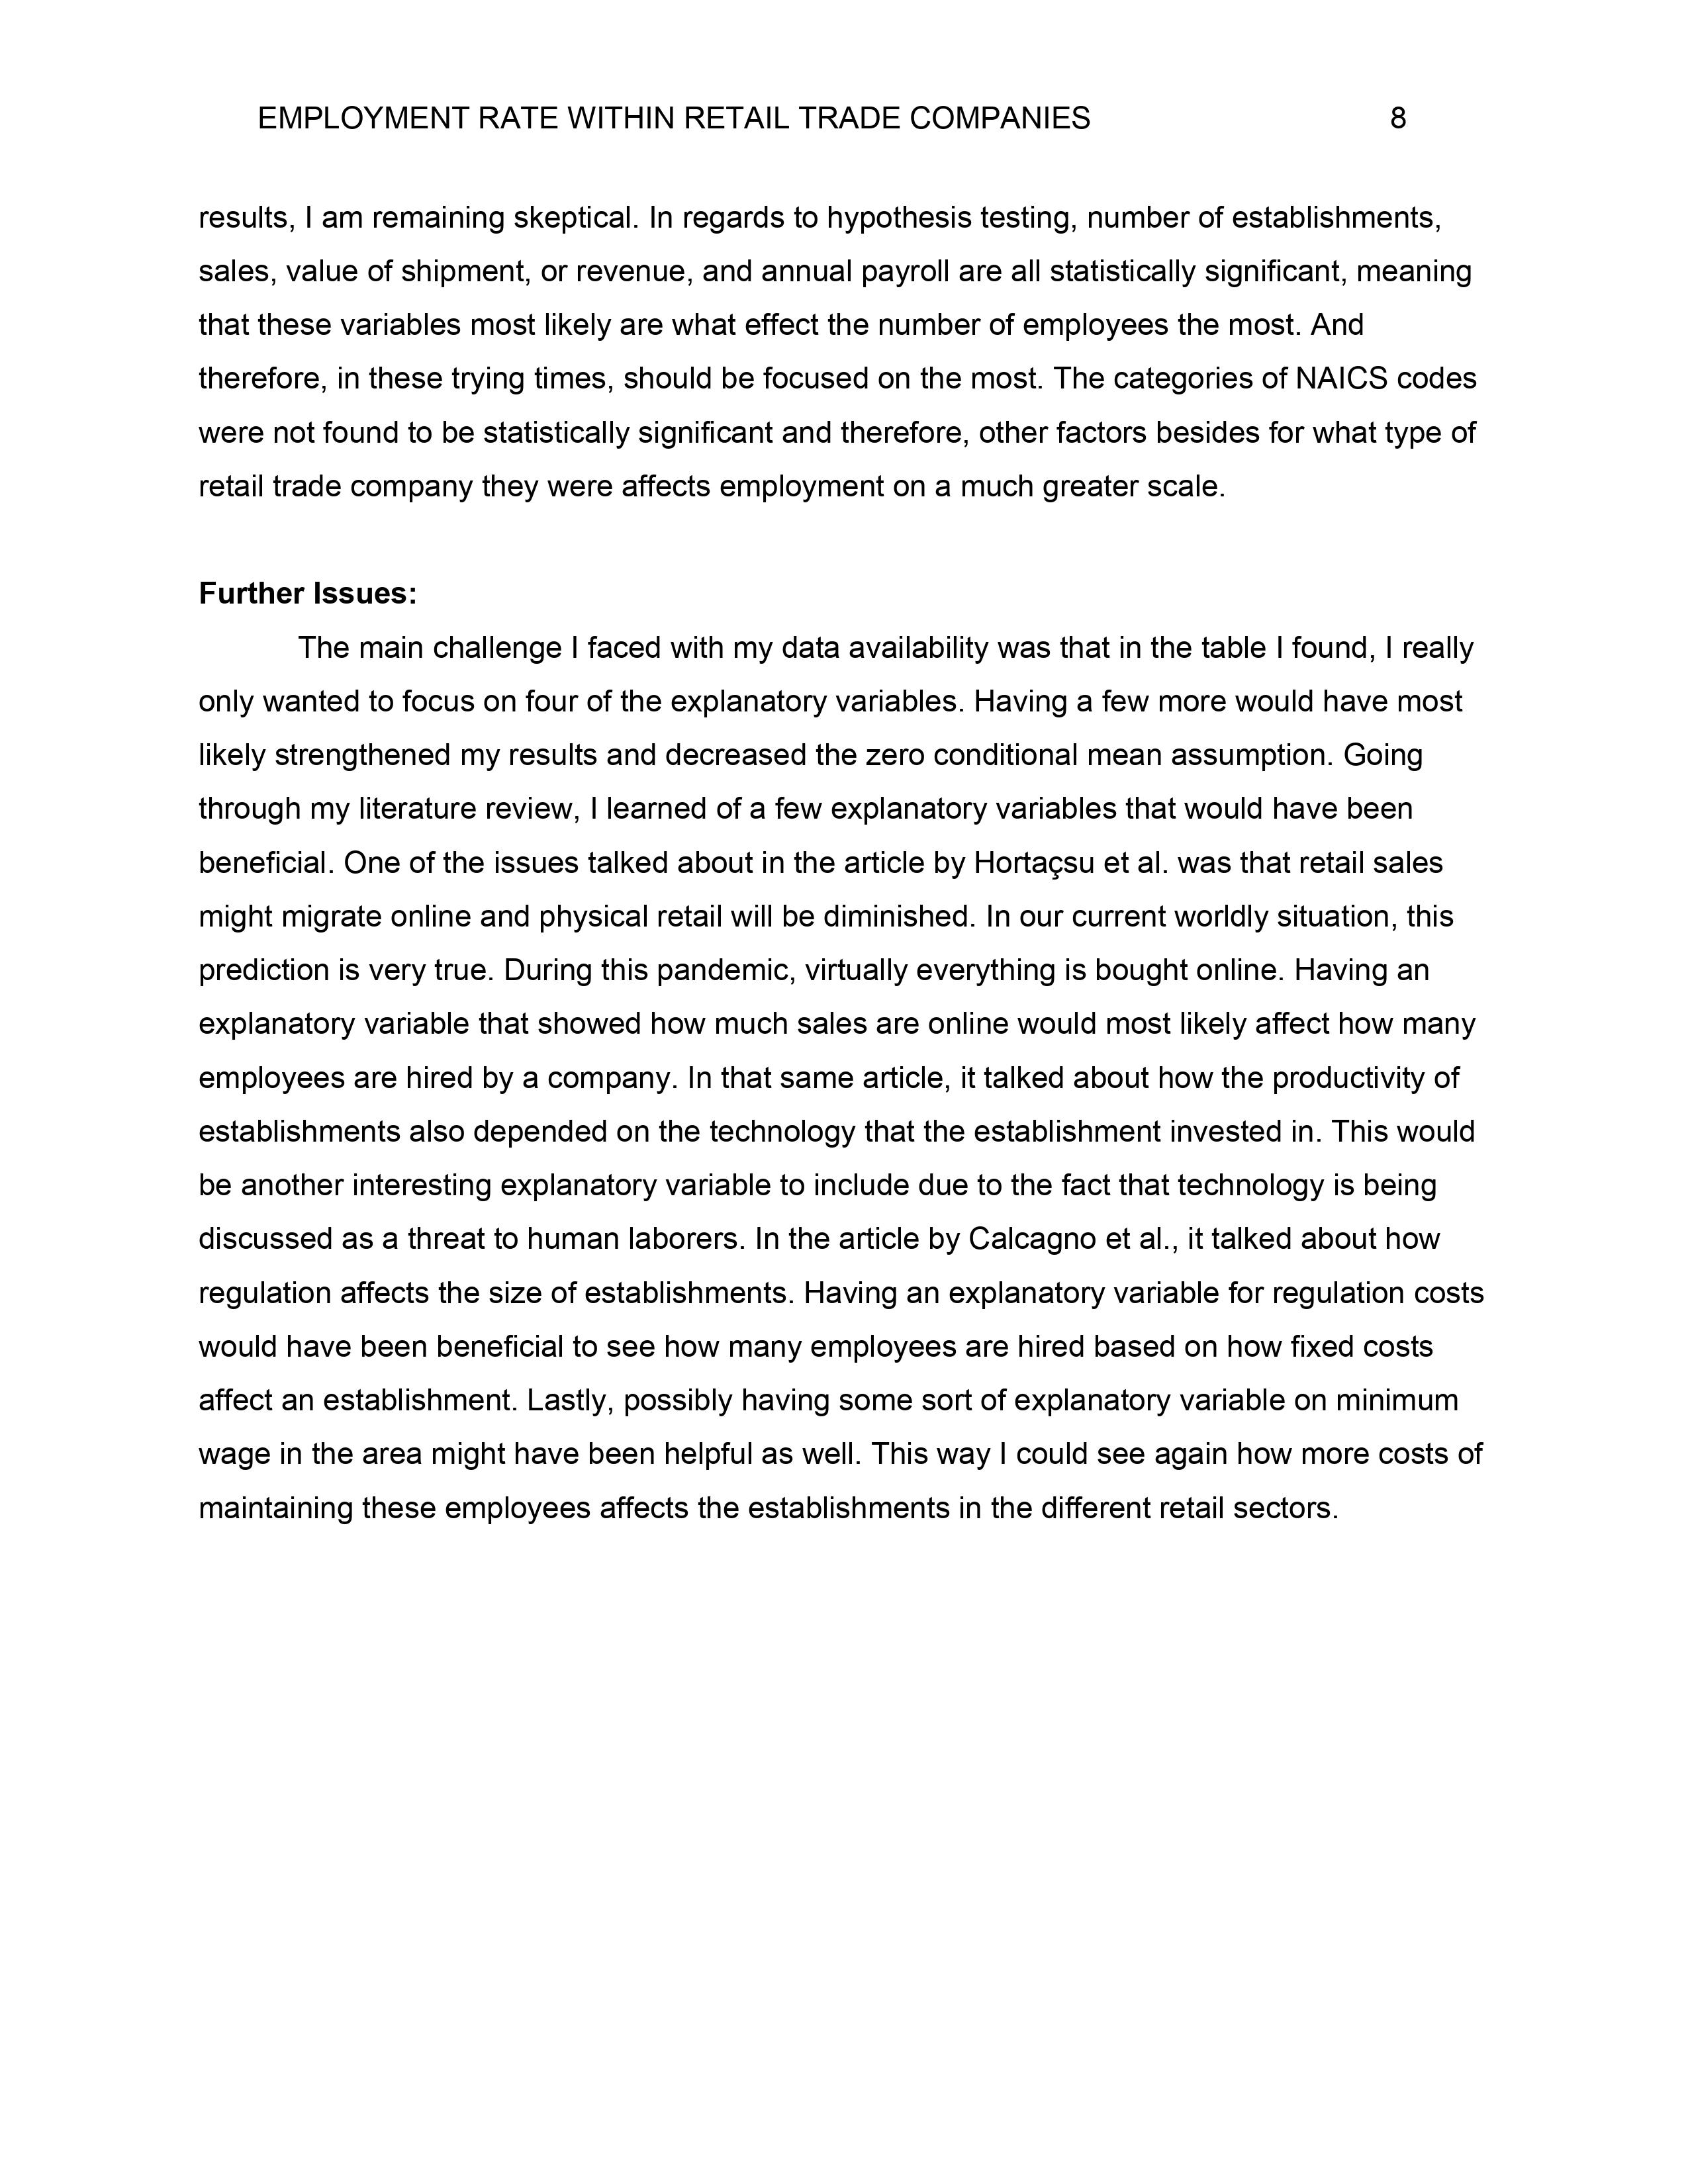 EMPLOYMENT RATE WITHIN RETAIL TRADE COMPANIES 8
results, I am remaining skeptical. In regards to hypothesis testing, number of establishments,
sales, value of shipment, or revenue, and annual payroll are all statistically significant, meaning
that these variables most likely are what effect the number of employees the most. And
therefore, in these trying times, should be focused on the most. The categories of NAICS codes
were not found to be statistically significant and therefore, other factors besides for what type of
retail trade company they were affects employment on a much greater scale.
Further Issues:
The main challenge I faced with my data availability was that in the table I found, I really
only wanted to focus on four of the explanatory variables. Having a few more would have most
likely strengthened my results and decreased the zero conditional mean assumption. Going
through my literature review, I learned of a few explanatory variables that would have been
beneficial. One of the issues talked about in the article by Hortaçsu et al. was that retail sales
might migrate online and physical retail will be diminished. In our current worldly situation, this
prediction is very true. During this pandemic, virtually everything is bought online. Having an
explanatory variable that showed how much sales are online would most likely affect how many
employees are hired by a company. In that same article, it talked about how the productivity of
establishments also depended on the technology that the establishment invested in. This would
be another interesting explanatory variable to include due to the fact that technology is being
discussed as a threat to human laborers. In the article by Calcagno et al., it talked about how
regulation affects the size of establishments. Having an explanatory variable for regulation costs
would have been beneficial to see how many employees are hired based on how fixed costs
affect an establishment. Lastly, possibly having some sort of explanatory variable on minimum
wage in the area might have been helpful as well. This way I could see again how more costs of
maintaining these employees affects the establishments in the different retail sectors.